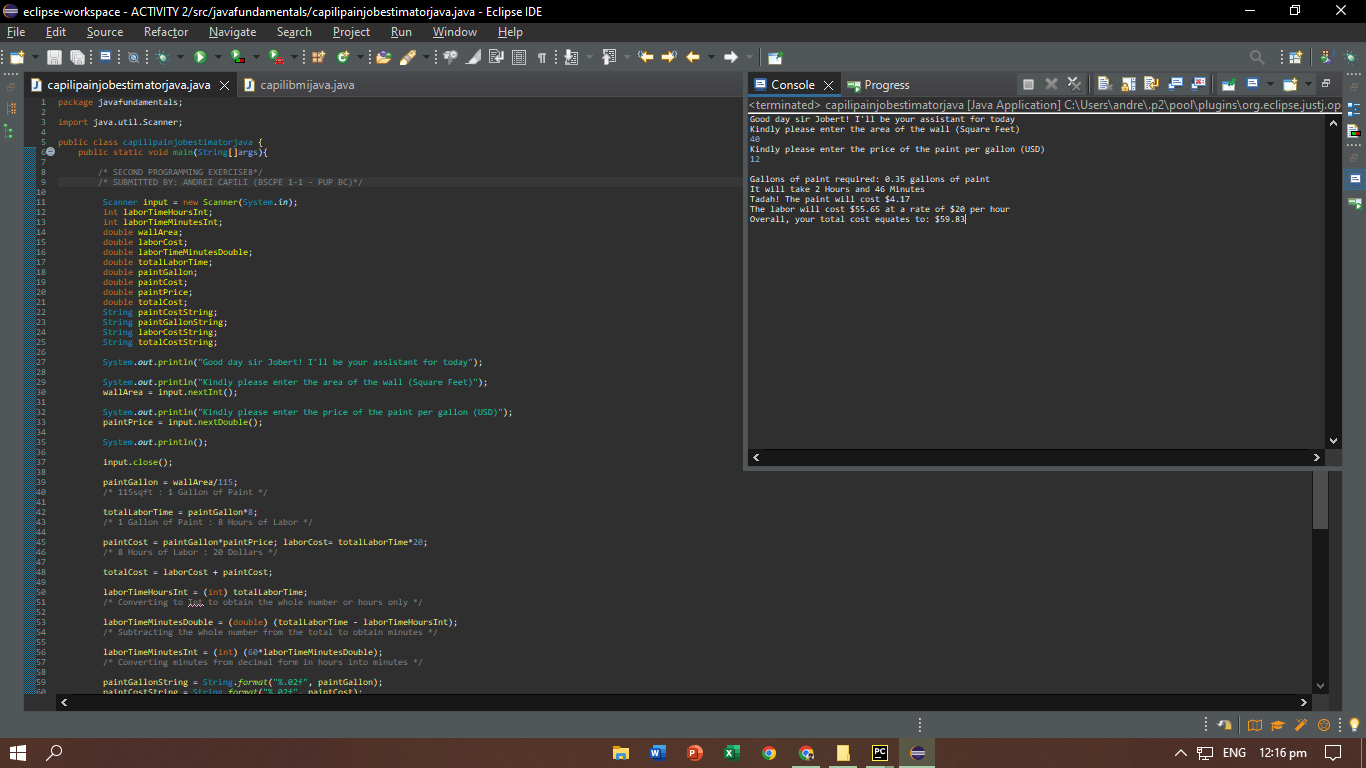 eclipse-workspace - ACTIVITY 2/src/javafundamentals/capilipainjobestimatorjava.java - Eclipse IDE
File Edit Source Refactor Navigate Search Project Run Window Help
capilipainjobestimatorjava.java capilibmijava.java
1 package javafundamentals;
2
3 import java.util.Scanner;
4
5 public class capilipainjobestimatorjava {
6 public static void main(String[]args){
7
8 /* SECOND PROGRAMMING EXERCISE8*/
9 /* SUBMITTED BY: ANDREI CAPILI (BSCPE 1-1 - PUP BC)*/
10
11 Scanner input = new Scanner(System.in);
12 int laborTimeHoursInt;
13 int laborTimeMinutesInt;
14 double wallArea;
15 double laborCost;
16 double laborTimeMinutesDouble;
17 double totalLaborTime;
18 double paintGallon;
19 double paintCost;
20 double paintPrice;
21 double totalCost;
22 String paintCostString;
23 String paintGallonString;
24 String laborCostString;
25 String totalCostString;
26
27 System.out.println("Good day sir Jobert! I'll be your assistant for today");
28
29 System.out.println("Kindly please enter the area of the wall (Square Feet)");
30 wallArea = input.nextInt();
31
32 System.out.println("Kindly please enter the price of the paint per gallon (USD)");
33 paintPrice = input.nextDouble();
34
35 System.out.println();
36
37 input.close();
38
39 paintGallon = wallArea/115;
40 /* 115sqft : 1 Gallon of Paint */
41
42 totalLaborTime = paintGallon*8;
43 /* 1 Gallon of Paint : 8 Hours of Labor */
44
45 paintCost = paintGallon*paintPrice; laborCost= totalLaborTime*20;
46 /* 8 Hours of Labor : 20 Dollars */
47
48 totalCost = laborCost + paintCost;
49
50 laborTimeHoursInt = (int) totalLaborTime;
51 /* Converting to Int to obtain the whole number or hours only */
52
53 laborTimeMinutesDouble = (double) (totalLaborTime - laborTimeHoursInt);
54 /* Subtracting the whole number from the total to obtain minutes */
55
56 laborTimeMinutesInt = (int) (60*laborTimeMinutesDouble);
57 /* Converting minutes from decimal form in hours into minutes */
58
59 paintGallonString = String.format("%.02f", paintGallon);
60 paintCostString = String.format("%.02f", paintCost);
Console Progress
<terminated> capilipainjobestimatorjava [Java Application] C:\Users\andre\.p2\pool\plugins\org.eclipse.justj.op
Good day sir Jobert! I'll be your assistant for today
Kindly please enter the area of the wall (Square Feet)
40
Kindly please enter the price of the paint per gallon (USD)
12
Gallons of paint required: 0.35 gallons of paint
It will take 2 Hours and 46 Minutes
Tadah! The paint will cost $4.17
The labor will cost $55.65 at a rate of $20 per hour
Overall, your total cost equates to: $59.83
ENG 12:16 pm